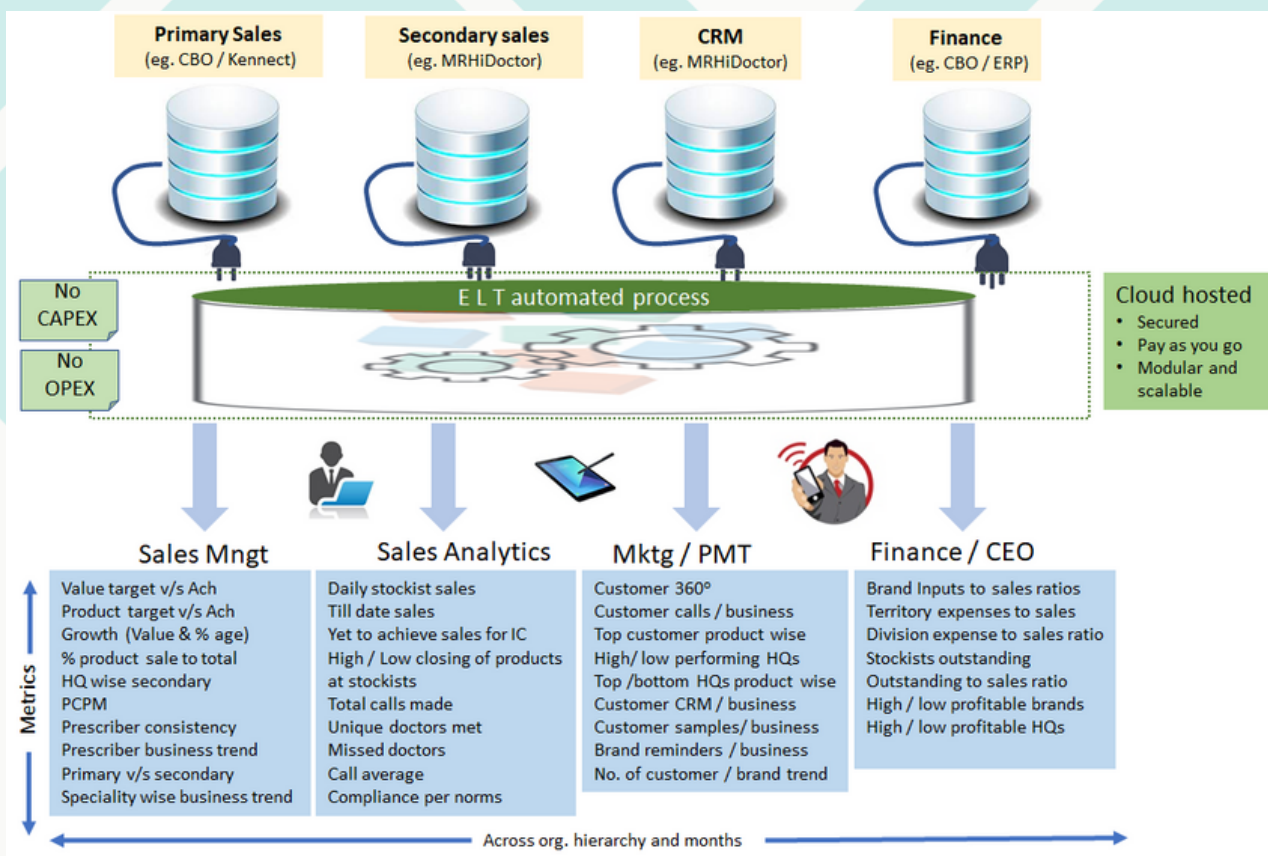 Primary Sales
(eg. CBO / Kennect)
Secondary sales
(eg. MRHiDoctor)
CRM
(eg. MRHiDoctor)
Finance
(eg. CBO / ERP)
E L T automated process
No
CAPEX
No
OPEX
Cloud hosted
• Secured
• Pay as you go
• Modular and
scalable
Sales Mngt
Value target v/s Ach
Product target v/s Ach
Growth (Value & % age)
% product sale to total
HQ wise secondary
PCPM
Prescriber consistency
Prescriber business trend
Primary v/s secondary
Speciality wise business trend
Sales Analytics
Daily stockist sales
Till date sales
Yet to achieve sales for IC
High / Low closing of products
at stockists
Total calls made
Unique doctors met
Missed doctors
Call average
Compliance per norms
Mktg / PMT
Customer 360°
Customer calls / business
Top customer product wise
High/ low performing HQs
Top /bottom HQs product wise
Customer CRM / business
Customer samples/ business
Brand reminders / business
No. of customer / brand trend
Finance / CEO
Brand Inputs to sales ratios
Territory expenses to sales
Division expense to sales ratio
Stockists outstanding
Outstanding to sales ratio
High / low profitable brands
High / low profitable HQs
Metrics
Across org. hierarchy and months